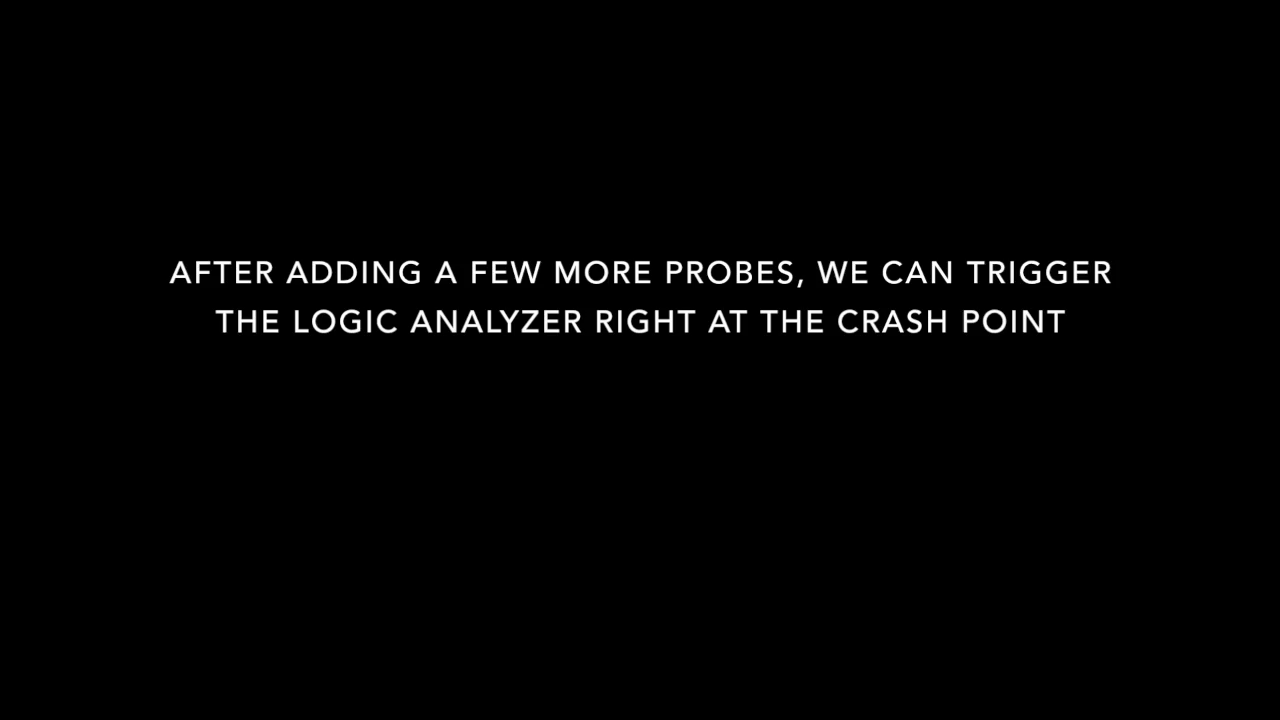 AFTER ADDING A FEW MORE PROBES, WE CAN TRIGGER
THE LOGIC ANALYZER RIGHT AT THE CRASH POINT